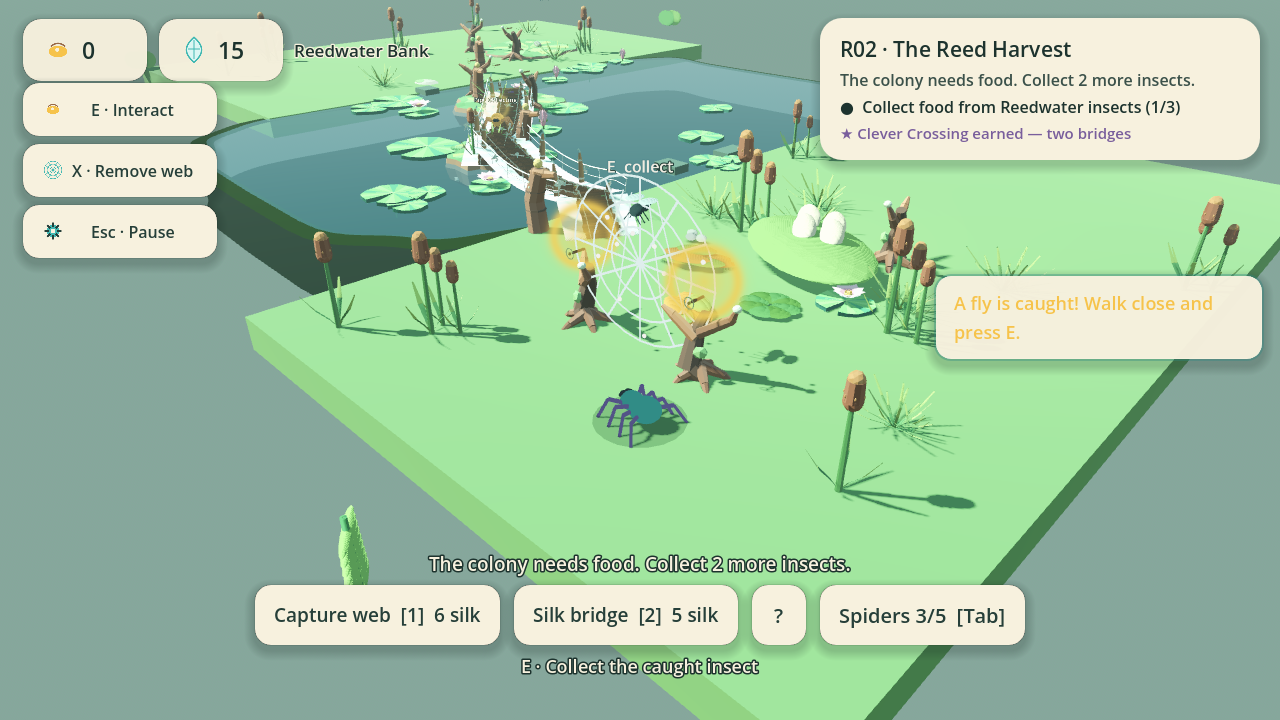 0
15
Reedwater Bank
E · Interact
X · Remove web
Esc · Pause
R02 · The Reed Harvest
The colony needs food. Collect 2 more insects.
● Collect food from Reedwater insects (1/3)
★ Clever Crossing earned — two bridges
E, collect
A fly is caught! Walk close and
press E.
The colony needs food. Collect 2 more insects.
Capture web [1] 6 silk
Silk bridge [2] 5 silk
?
Spiders 3/5 [Tab]
E · Collect the caught insect